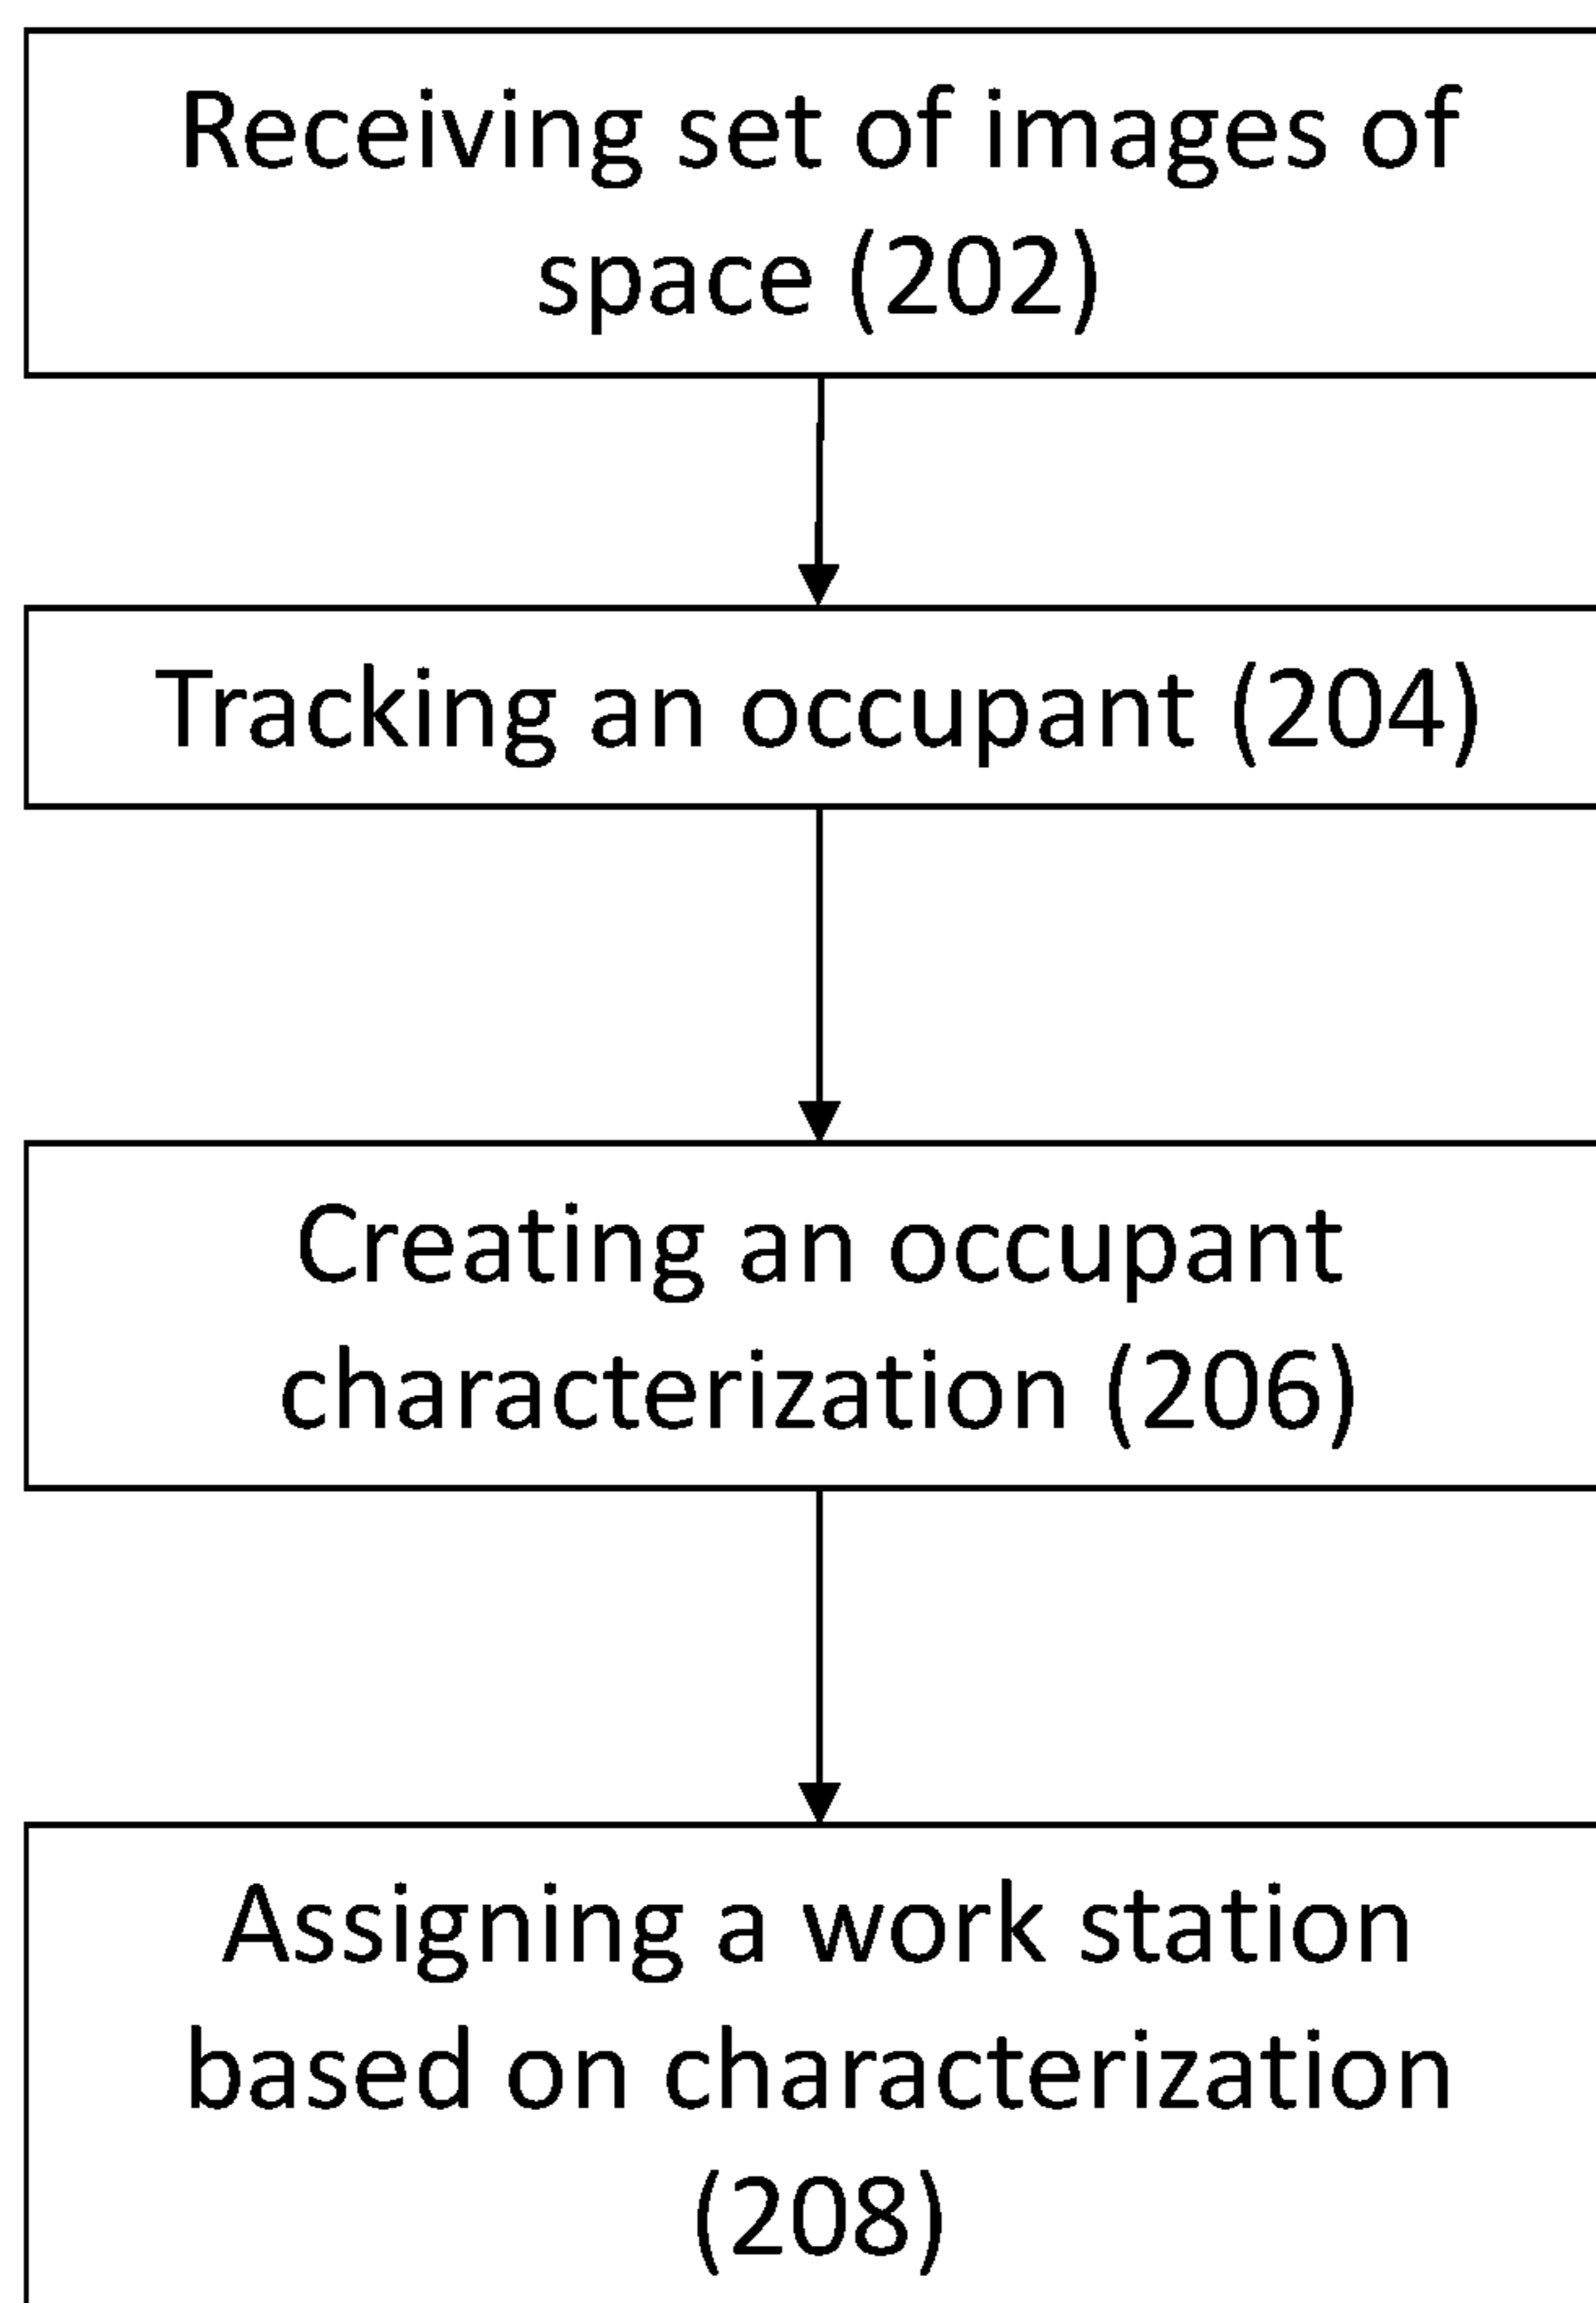 Receiving set of images of
space (202)
Tracking an occupant (204)
Creating an occupant
characterization (206)
Assigning a work station
based on characterization
(208)